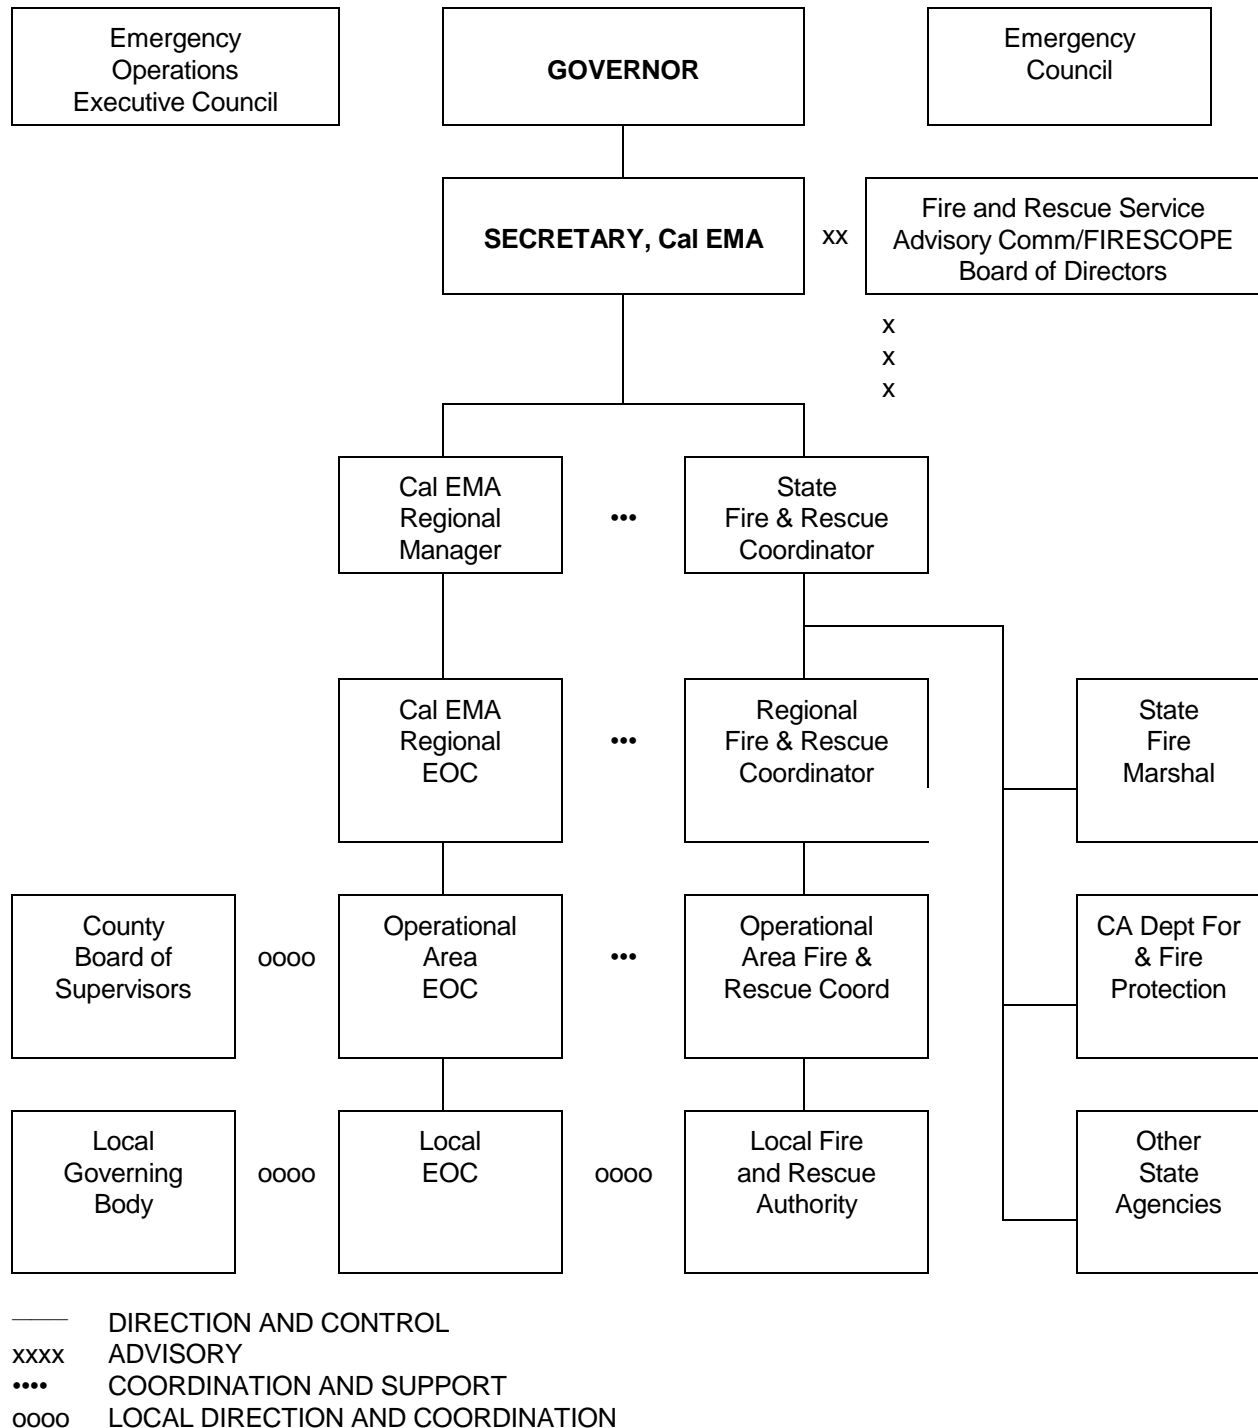 Emergency
Operations
Executive Council
GOVERNOR
Emergency
Council
SECRETARY, Cal EMA
xx
Fire and Rescue Service
Advisory Comm/FIRESCOPE
Board of Directors
x
x
x
Cal EMA
Regional
Manager
•••
State
Fire & Rescue
Coordinator
Cal EMA
Regional
EOC
•••
Regional
Fire & Rescue
Coordinator
State
Fire
Marshal
County
Board of
Supervisors
oooo
Operational
Area
EOC
•••
Operational
Area Fire &
Rescue Coord
CA Dept For
& Fire
Protection
Local
Governing
Body
oooo
Local
EOC
oooo
Local Fire
and Rescue
Authority
Other
State
Agencies
—— DIRECTION AND CONTROL
xxxx ADVISORY
•••• COORDINATION AND SUPPORT
oooo LOCAL DIRECTION AND COORDINATION